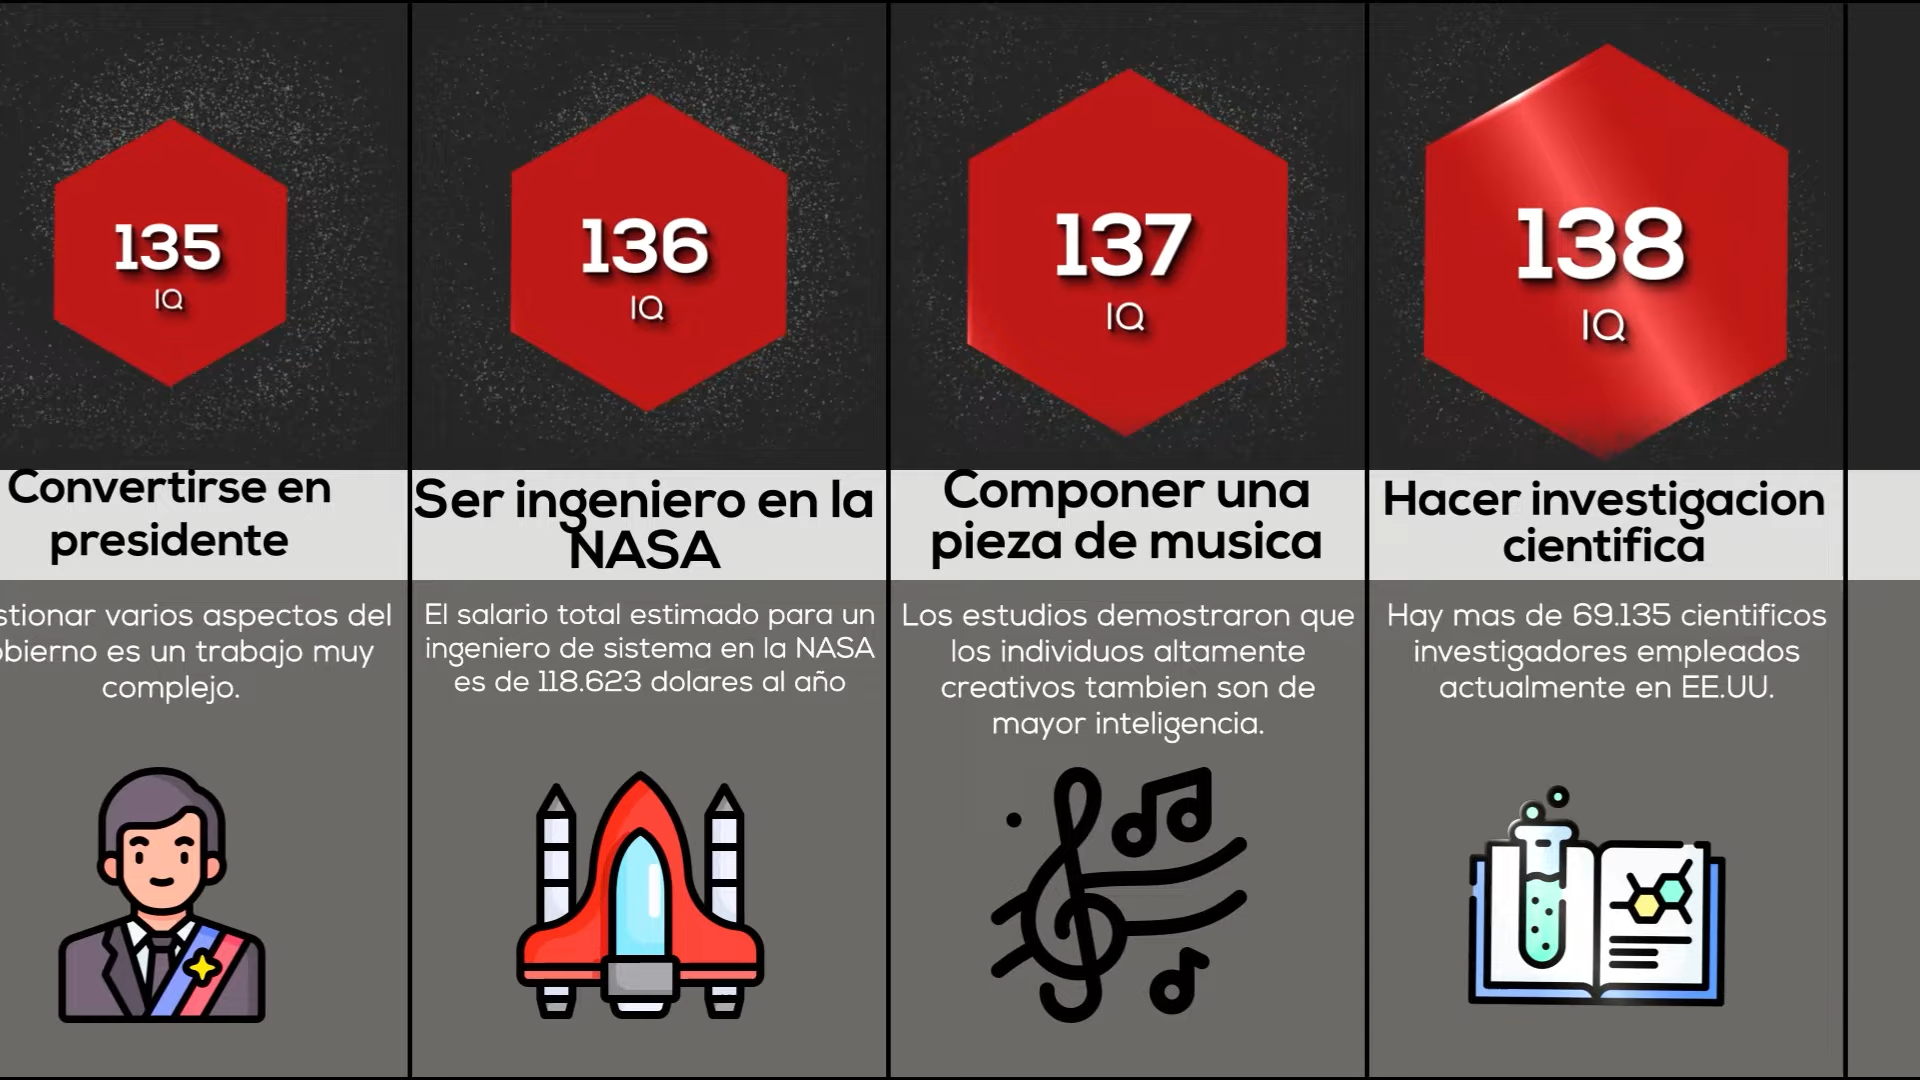 135
IQ
Convertirse en
presidente
stionar varios aspectos del
bierno es un trabajo muy
complejo.
136
IQ
Ser ingeniero en la
NASA
El salario total estimado para un
ingeniero de sistema en la NASA
es de 118.623 dolares al año
137
IQ
Componer una
pieza de musica
Los estudios demostraron que
los individuos altamente
creativos tambien son de
mayor inteligencia.
138
IQ
Hacer investigacion
cientifica
Hay mas de 69.135 cientificos
investigadores empleados
actualmente en EE.UU.